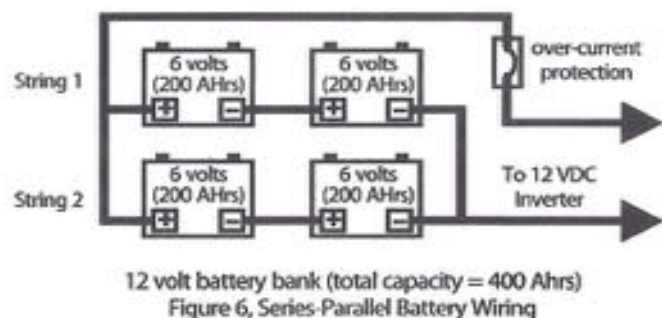 6 volts
(200 AHrs)
+ −
6 volts
(200 AHrs)
+ −
String 1
over-current
protection
6 volts
(200 AHrs)
+ −
6 volts
(200 AHrs)
+ −
String 2
To 12 VDC
Inverter
12 volt battery bank (total capacity = 400 Ahrs)
Figure 6, Series-Parallel Battery Wiring